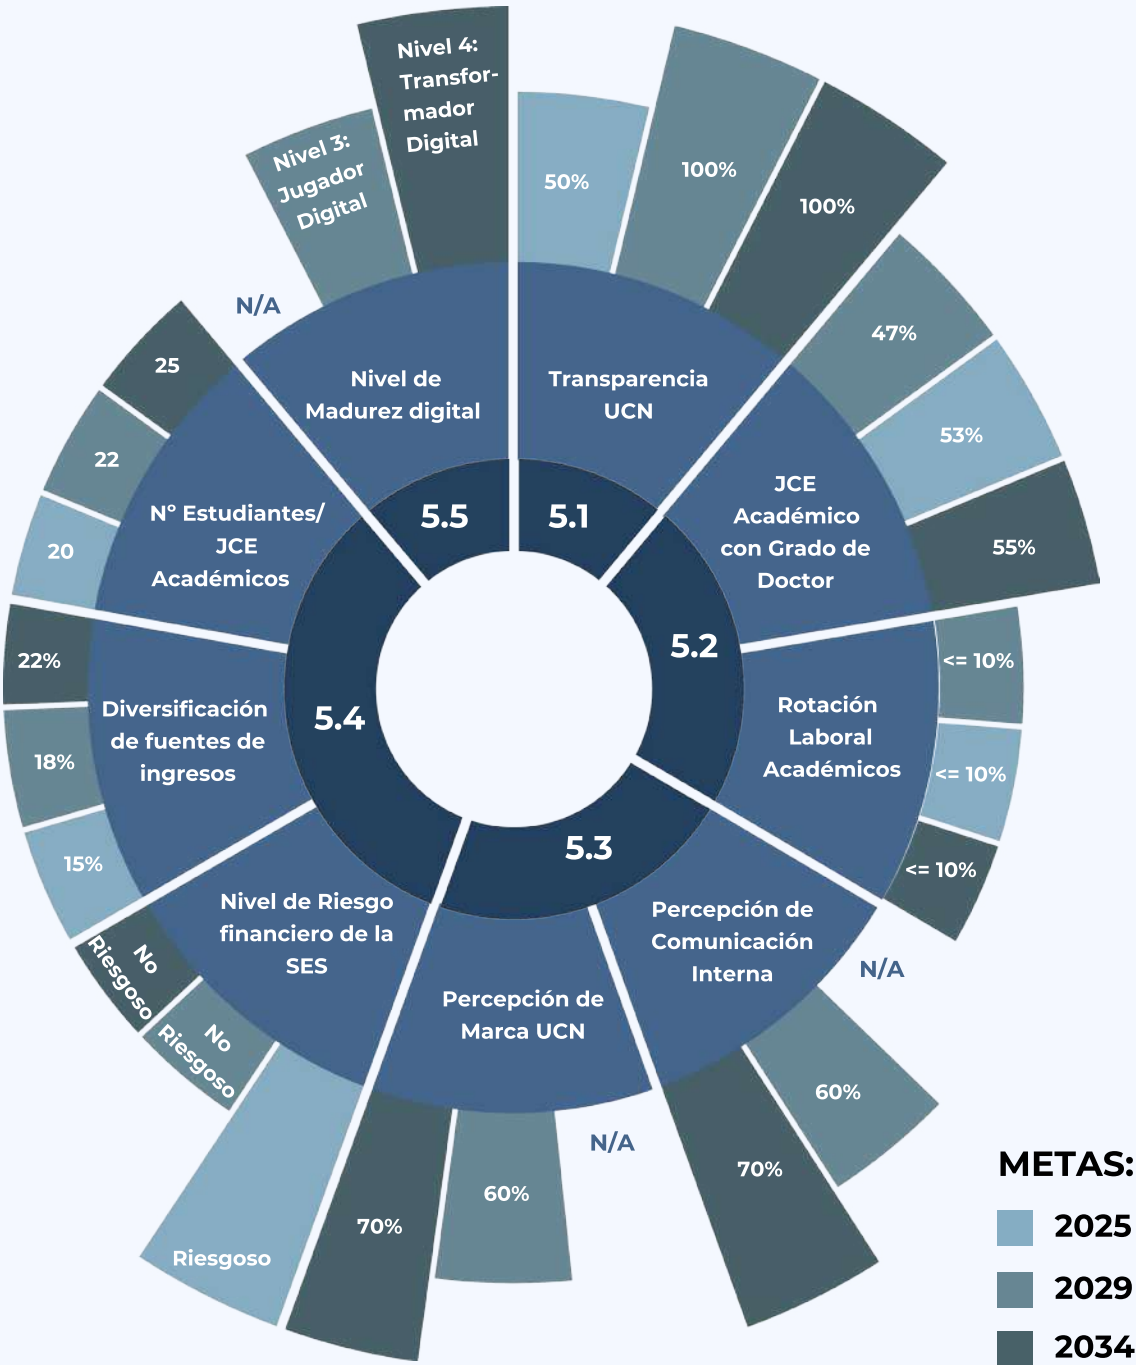 Nivel 4:
Transfor-
mador
Digital
Nivel 3:
Jugador
Digital
N/A
50%
100%
100%
Nivel de
Madurez digital
Transparencia
UCN
5.5
5.1
47%
53%
55%
JCE
Académico
con Grado de
Doctor
5.2
<= 10%
<= 10%
<= 10%
Rotación
Laboral
Académicos
25
22
20
Nº Estudiantes/
JCE
Académicos
22%
18%
15%
Diversificación
de fuentes de
ingresos
5.4
5.3
Nivel de Riesgo
financiero de la
SES
No
Riesgoso
No
Riesgoso
Riesgoso
Percepción de
Marca UCN
70%
60%
N/A
Percepción de
Comunicación
Interna
N/A
60%
70%
METAS:
2025
2029
2034